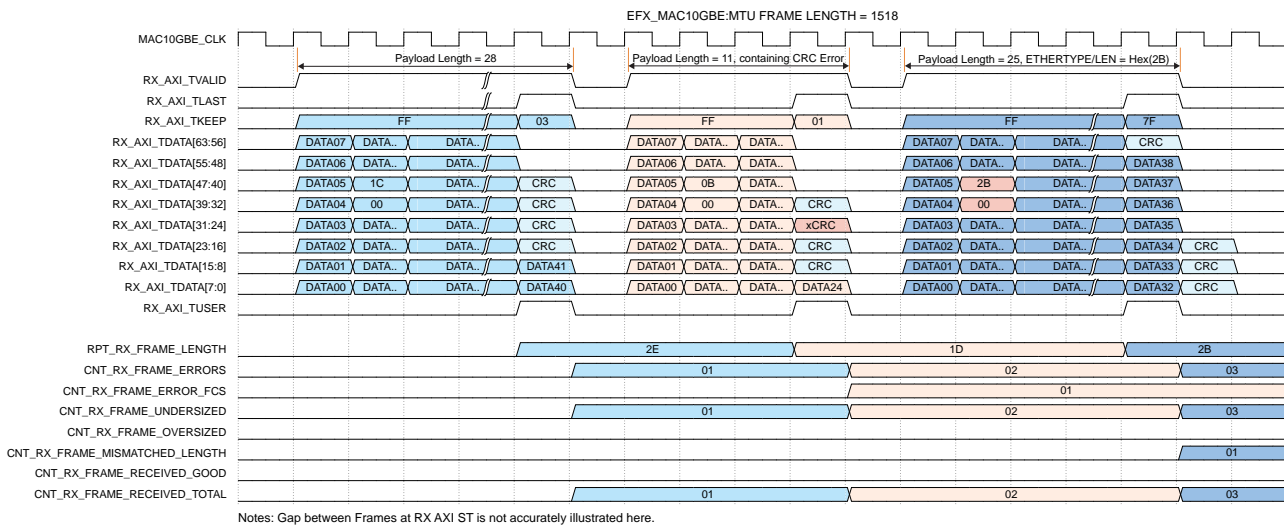 EFX_MAC10GBE:MTU FRAME LENGTH = 1518
MAC10GBE_CLK
Payload Length = 28 Payload Length = 11, containing CRC Error Payload Length = 25, ETHERTYPE/LEN = Hex(2B)
RX_AXI_TVALID
RX_AXI_TLAST
RX_AXI_TKEEP FF 03 FF 01 FF 7F
RX_AXI_TDATA[63:56] DATA07 DATA.. DATA.. DATA07 DATA.. DATA.. DATA07 DATA.. DATA.. CRC
RX_AXI_TDATA[55:48] DATA06 DATA.. DATA.. DATA06 DATA. DATA.. DATA06 DATA.. DATA.. DATA38
RX_AXI_TDATA[47:40] DATA05 1C DATA.. CRC DATA05 0B DATA.. DATA05 2B DATA.. DATA37
RX_AXI_TDATA[39:32] DATA04 00 DATA.. CRC DATA04 00 DATA.. CRC DATA04 00 DATA.. DATA36
RX_AXI_TDATA[31:24] DATA03 DATA.. DATA.. CRC DATA03 DATA.. DATA.. xCRC DATA03 DATA.. DATA.. DATA35
RX_AXI_TDATA[23:16] DATA02 DATA.. DATA.. CRC DATA02 DATA.. DATA.. CRC DATA02 DATA.. DATA.. DATA34 CRC
RX_AXI_TDATA[15:8] DATA01 DATA.. DATA.. DATA41 DATA01 DATA.. DATA.. CRC DATA01 DATA.. DATA.. DATA33 CRC
RX_AXI_TDATA[7:0] DATA00 DATA.. DATA.. DATA40 DATA00 DATA.. DATA.. DATA24 DATA00 DATA.. DATA.. DATA32 CRC
RX_AXI_TUSER
RPT_RX_FRAME_LENGTH 2E 1D 2B
CNT_RX_FRAME_ERRORS 01 02 03
CNT_RX_FRAME_ERROR_FCS 01
CNT_RX_FRAME_UNDERSIZED 01 02 03
CNT_RX_FRAME_OVERSIZED
CNT_RX_FRAME_MISMATCHED_LENGTH 01
CNT_RX_FRAME_RECEIVED_GOOD
CNT_RX_FRAME_RECEIVED_TOTAL 01 02 03
Notes: Gap between Frames at RX AXI ST is not accurately illustrated here.